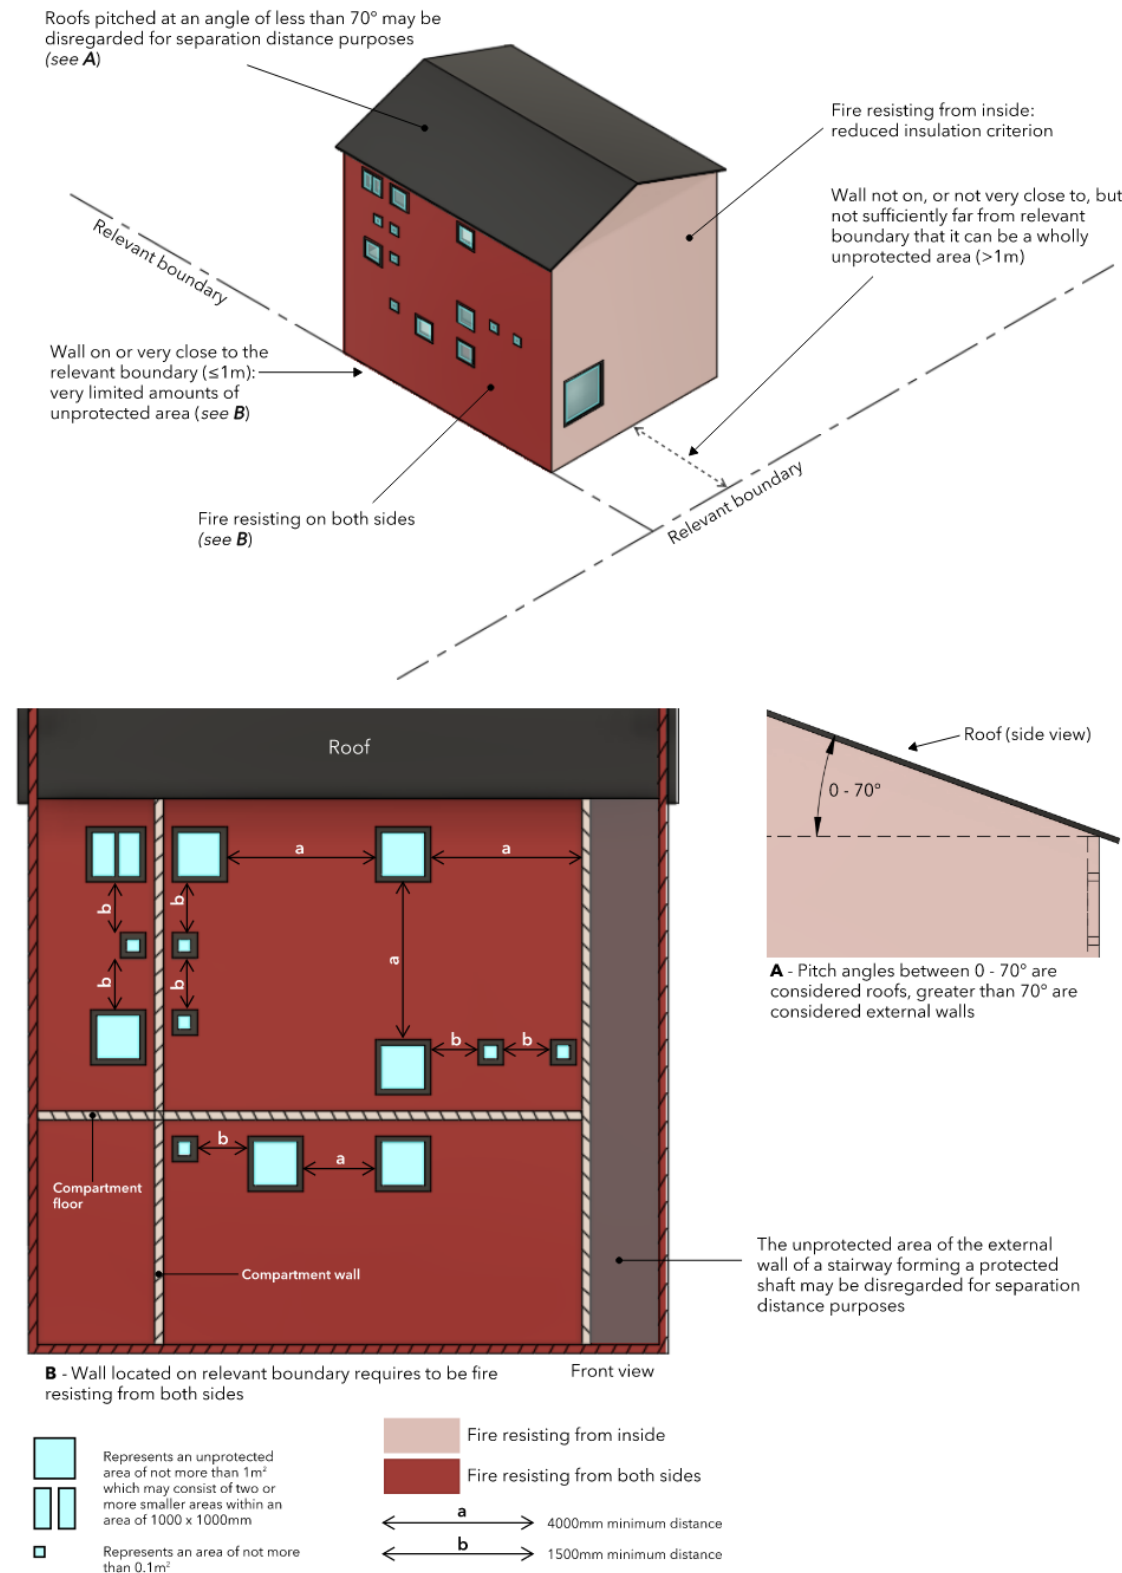 Roofs pitched at an angle of less than 70° may be
disregarded for separation distance purposes
(see A)
Fire resisting from inside:
reduced insulation criterion
Wall not on, or not very close to, but
not sufficiently far from relevant
boundary that it can be a wholly
unprotected area (>1m)
Relevant boundary
Wall on or very close to the
relevant boundary (≤1m):
very limited amounts of
unprotected area (see B)
Relevant boundary
Fire resisting on both sides
(see B)
Roof
Roof (side view)
0 - 70°
a
a
b
b
a
b
b
b
b
b
a
A - Pitch angles between 0 - 70° are
considered roofs, greater than 70° are
considered external walls
Compartment
floor
Compartment wall
The unprotected area of the external
wall of a stairway forming a protected
shaft may be disregarded for separation
distance purposes
B - Wall located on relevant boundary requires to be fire
resisting from both sides
Front view
Represents an unprotected
area of not more than 1m²
which may consist of two or
more smaller areas within an
area of 1000 x 1000mm
Represents an area of not more
than 0.1m²
Fire resisting from inside
Fire resisting from both sides
a
4000mm minimum distance
b
1500mm minimum distance